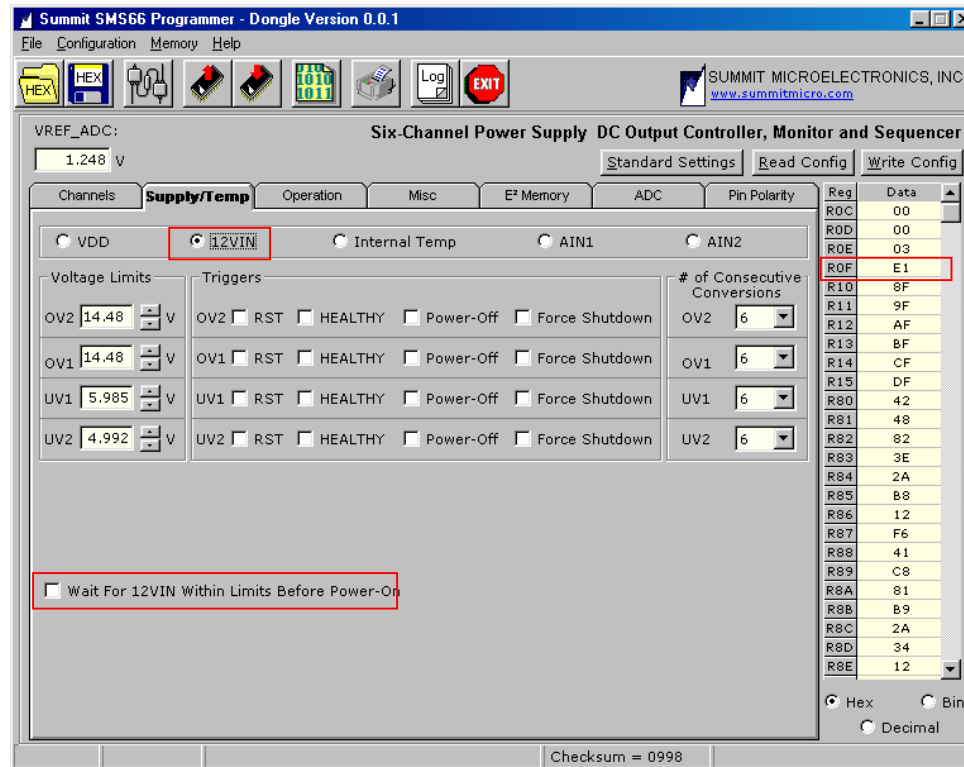 Summit SMS66 Programmer - Dongle Version 0.0.1
File Configuration Memory Help
HEX HEX 010 1010 1011 Log EXIT
SUMMIT MICROELECTRONICS, INC
www.summitmicro.com
VREF_ADC:
1.248 V
Six-Channel Power Supply DC Output Controller, Monitor and Sequencer
Standard Settings Read Config Write Config
Channels Supply/Temp Operation Misc E² Memory ADC Pin Polarity
VDD 12VIN Internal Temp AIN1 AIN2
Voltage Limits Triggers # of Consecutive Conversions
OV2 14.48 V OV2 RST HEALTHY Power-Off Force Shutdown OV2 6
OV1 14.48 V OV1 RST HEALTHY Power-Off Force Shutdown OV1 6
UV1 5.985 V UV1 RST HEALTHY Power-Off Force Shutdown UV1 6
UV2 4.992 V UV2 RST HEALTHY Power-Off Force Shutdown UV2 6
Wait For 12VIN Within Limits Before Power-On
Reg Data
R0C 00
R0D 00
R0E 03
R0F E1
R10 8F
R11 9F
R12 AF
R13 BF
R14 CF
R15 DF
R80 42
R81 48
R82 82
R83 3E
R84 2A
R85 B8
R86 12
R87 F6
R88 41
R89 C8
R8A 81
R8B B9
R8C 2A
R8D 34
R8E 12
Hex Bin
Decimal
Checksum = 0998